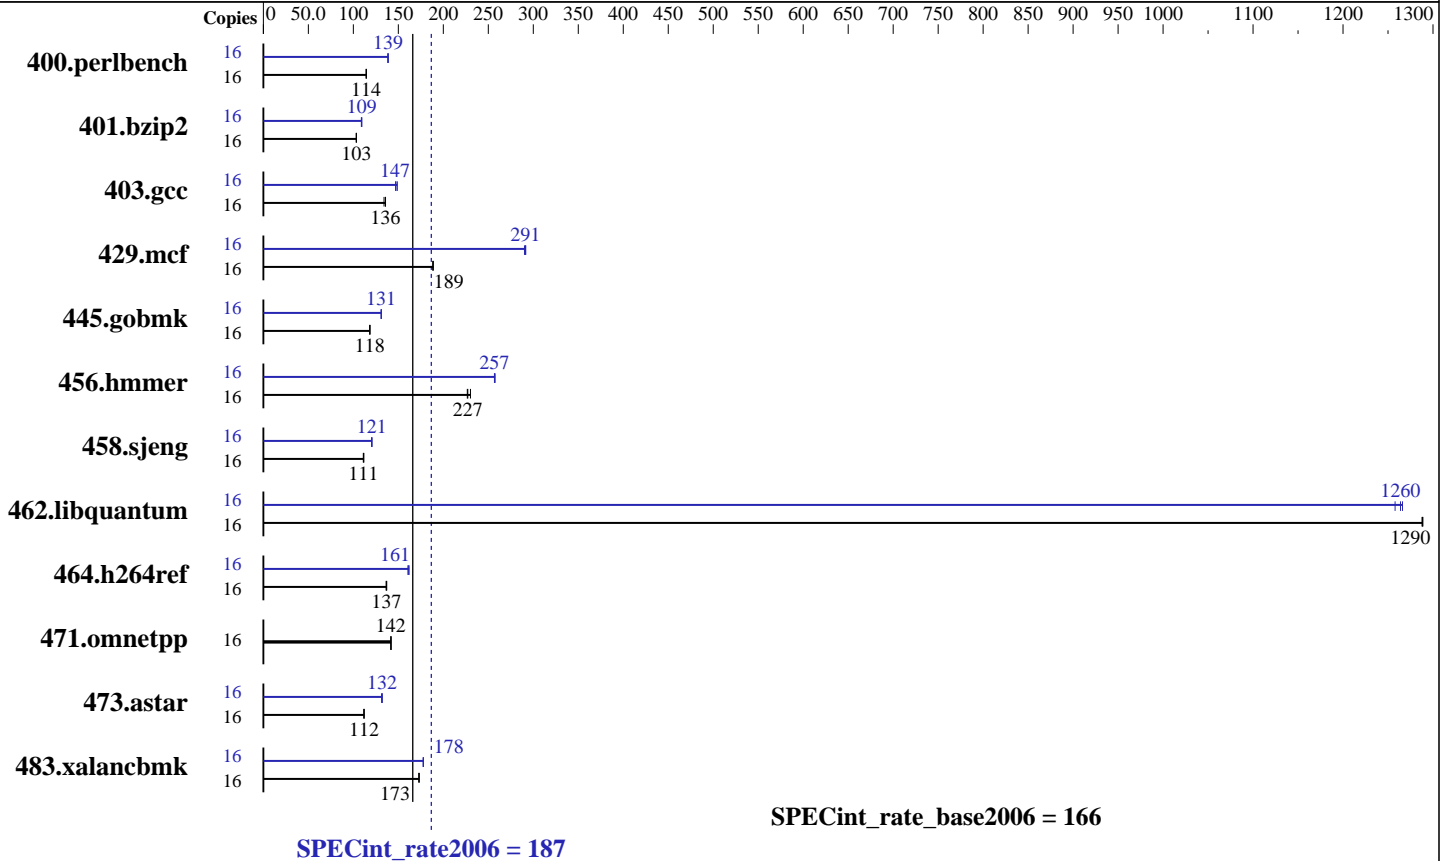 Copies 0 50.0 100 150 200 250 300 350 400 450 500 550 600 650 700 750 800 850 900 950 1000 1100 1200 1300
400.perlbench 16 139
16 114
401.bzip2 16 109
16 103
403.gcc 16 147
16 136
429.mcf 16 291
16 189
445.gobmk 16 131
16 118
456.hmmer 16 257
16 227
458.sjeng 16 121
16 111
462.libquantum 16 1260
16 1290
464.h264ref 16 161
16 137
471.omnetpp 16 142
473.astar 16 132
16 112
483.xalancbmk 16 178
16 173
SPECint_rate_base2006 = 166
SPECint_rate2006 = 187